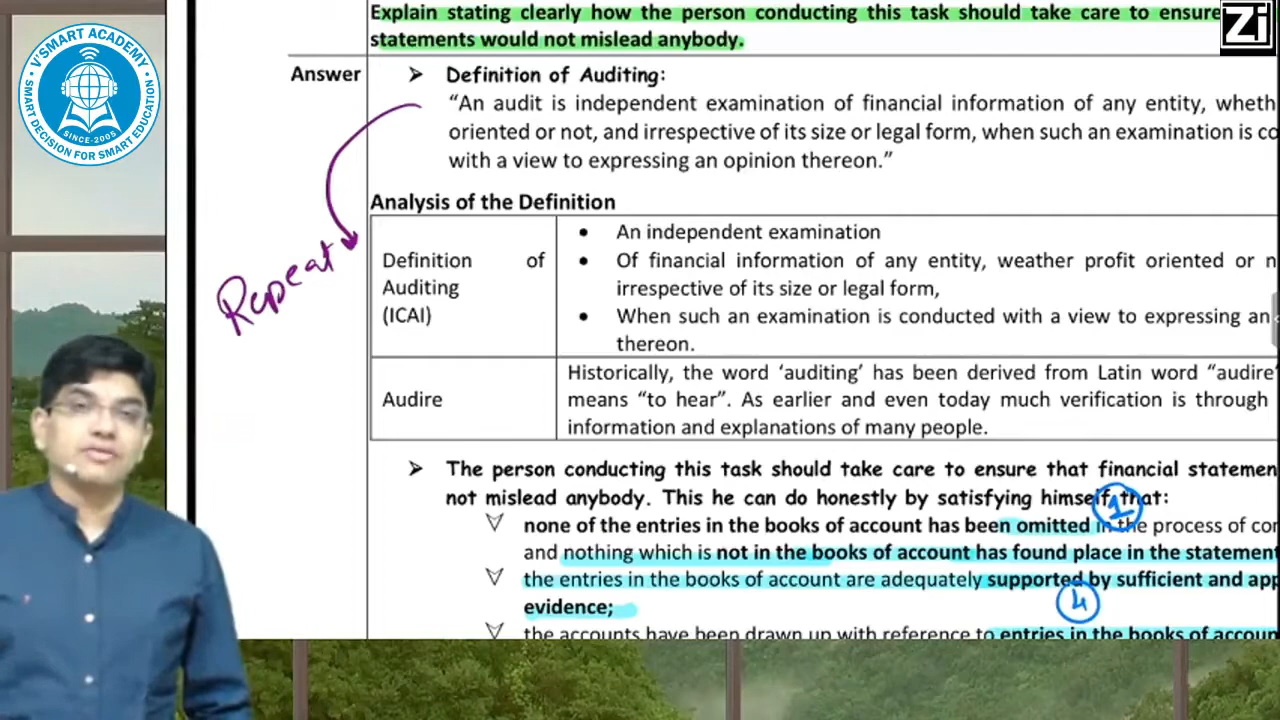 Explain stating clearly how the person conducting this task should take care to ensure
statements would not mislead anybody.
Zi
V'SMART ACADEMY
SMART DECISION FOR SMART EDUCATION
SINCE-2005
Answer
➤ Definition of Auditing:
“An audit is independent examination of financial information of any entity, wheth
oriented or not, and irrespective of its size or legal form, when such an examination is co
with a view to expressing an opinion thereon.”
Repeat
Analysis of the Definition
Definition of
Auditing
(ICAI)
• An independent examination
• Of financial information of any entity, weather profit oriented or n
irrespective of its size or legal form,
• When such an examination is conducted with a view to expressing an
thereon.
Audire
Historically, the word ‘auditing’ has been derived from Latin word “audire”
means “to hear”. As earlier and even today much verification is through
information and explanations of many people.
➤ The person conducting this task should take care to ensure that financial statemen
not mislead anybody. This he can do honestly by satisfying himself that:
1
none of the entries in the books of account has been omitted in the process of co
and nothing which is not in the books of account has found place in the statement
the entries in the books of account are adequately supported by sufficient and app
evidence;
4
the accounts have been drawn up with reference to entries in the books of accoun